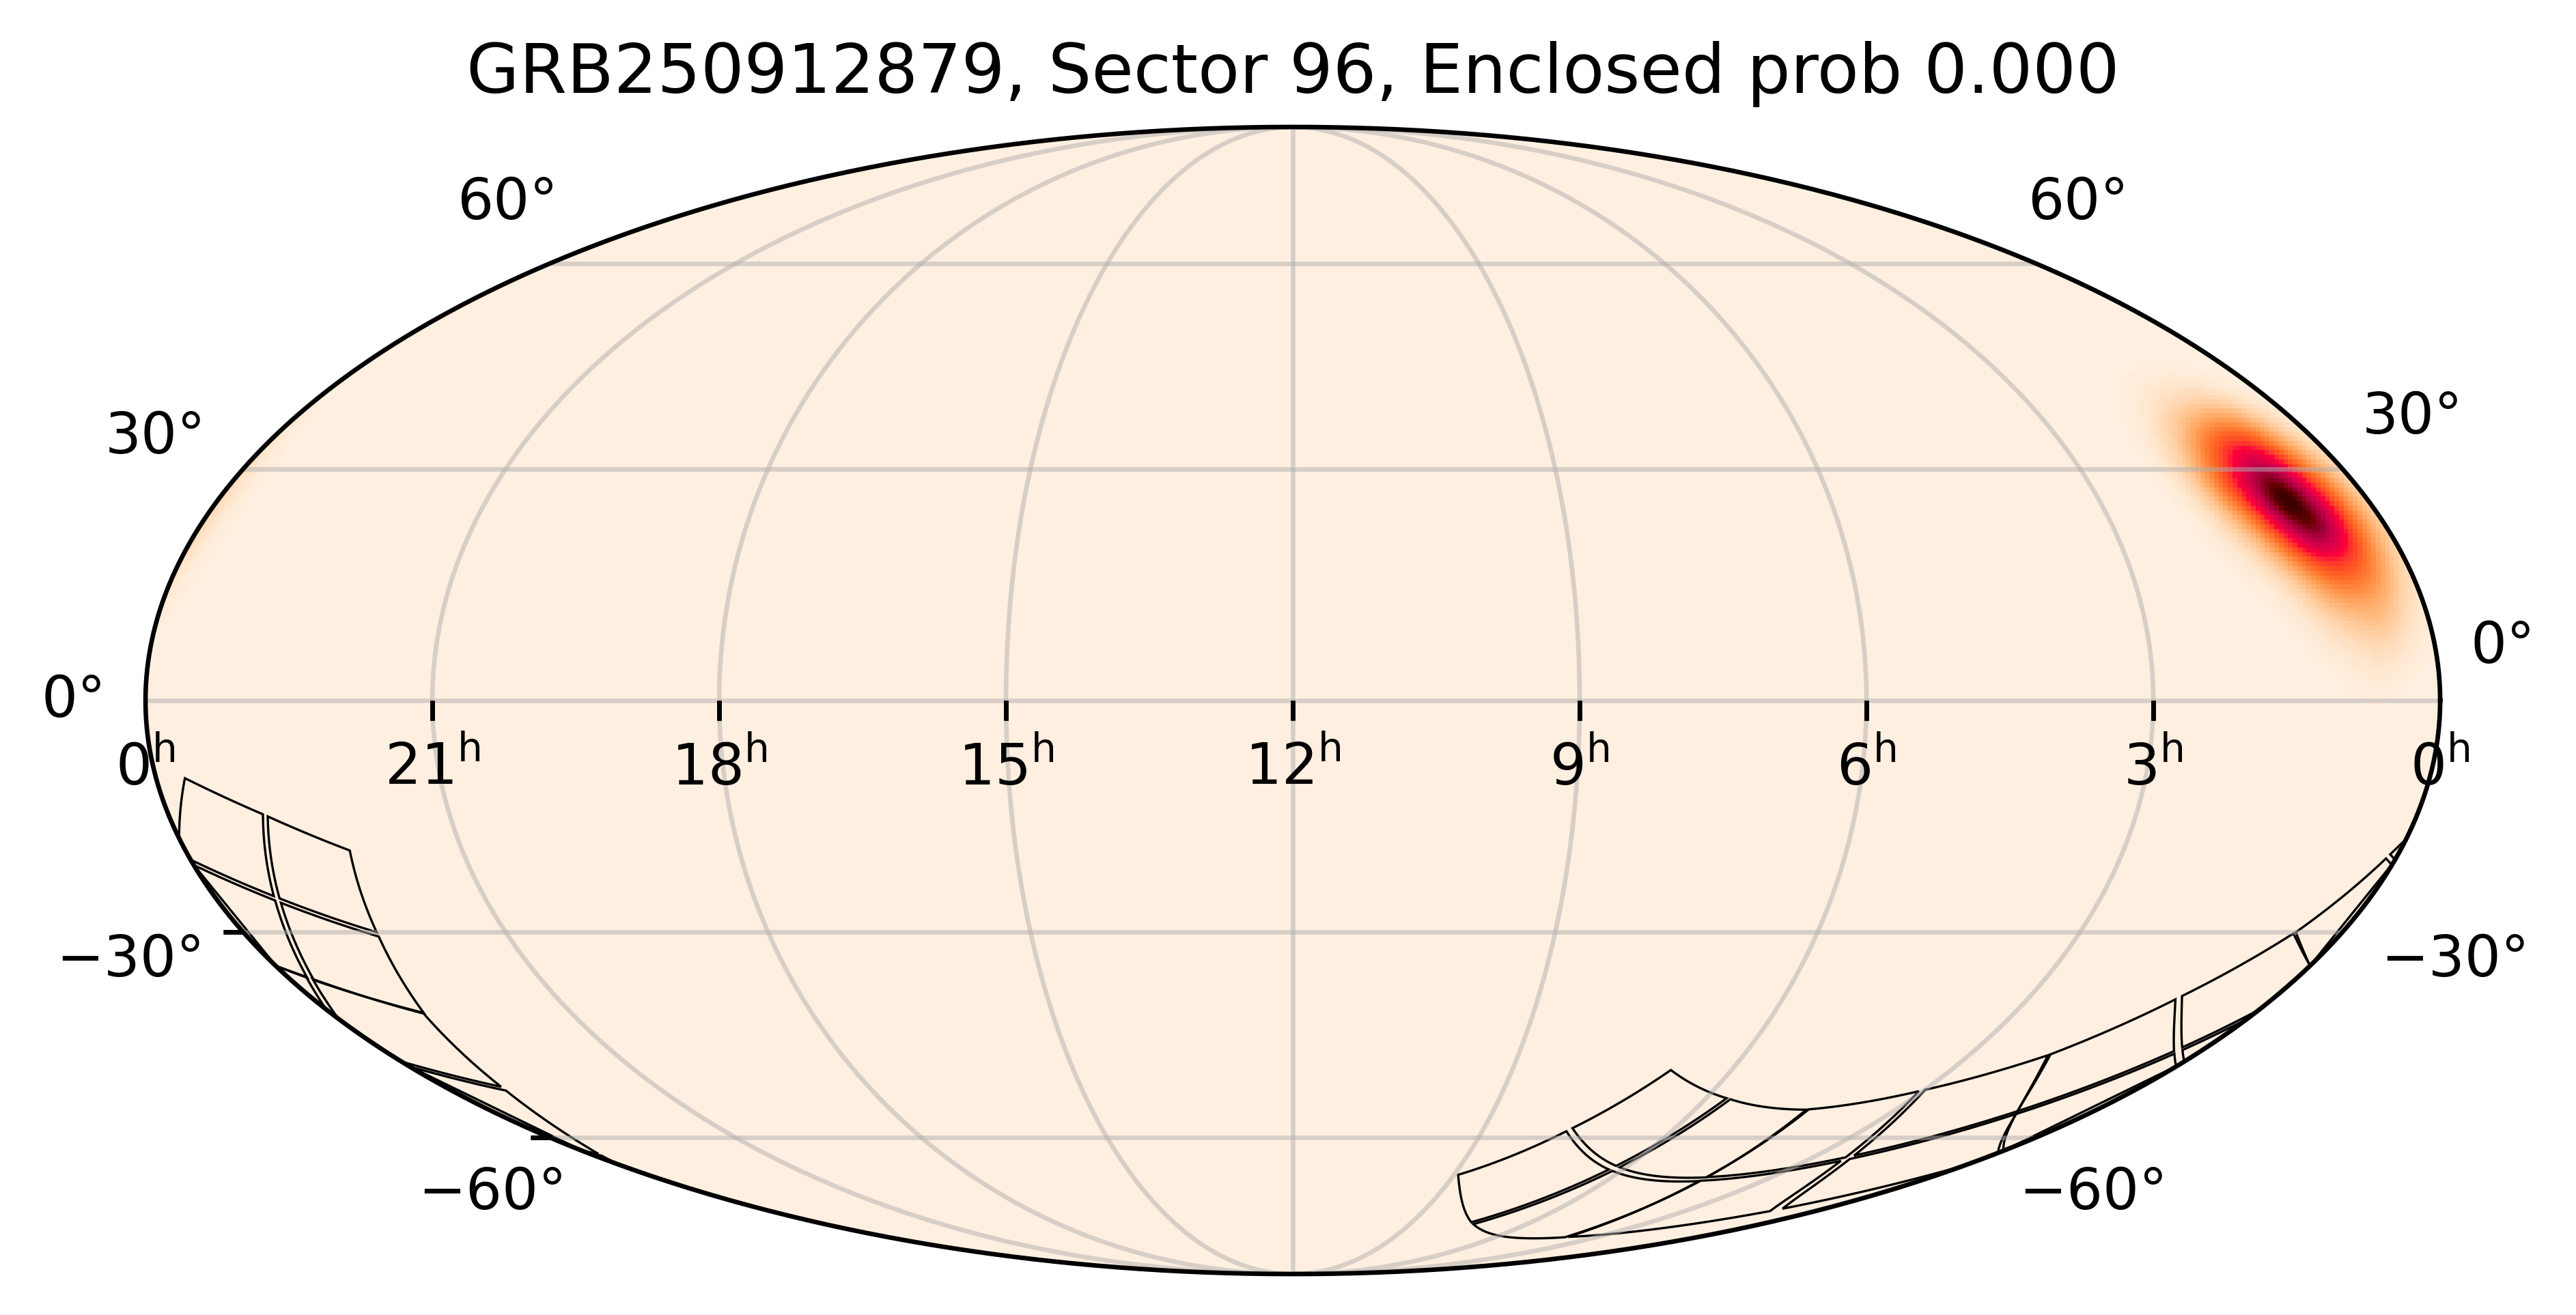 GRB250912879, Sector 96, Enclosed prob 0.000
60° 60°
30° 30°
0° 0°
0h 21h 18h 15h 12h 9h 6h 3h 0h
−30° −30°
−60° −60°